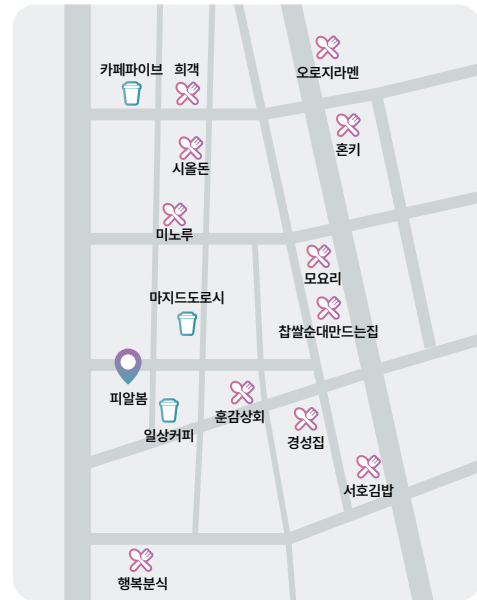 오로지라멘
카페파이브
희객
혼키
시올돈
미노루
모요리
마지드도로시
찹쌀순대만드는집
피알봄
훈감상회
일상커피
경성집
서호김밥
행복분식